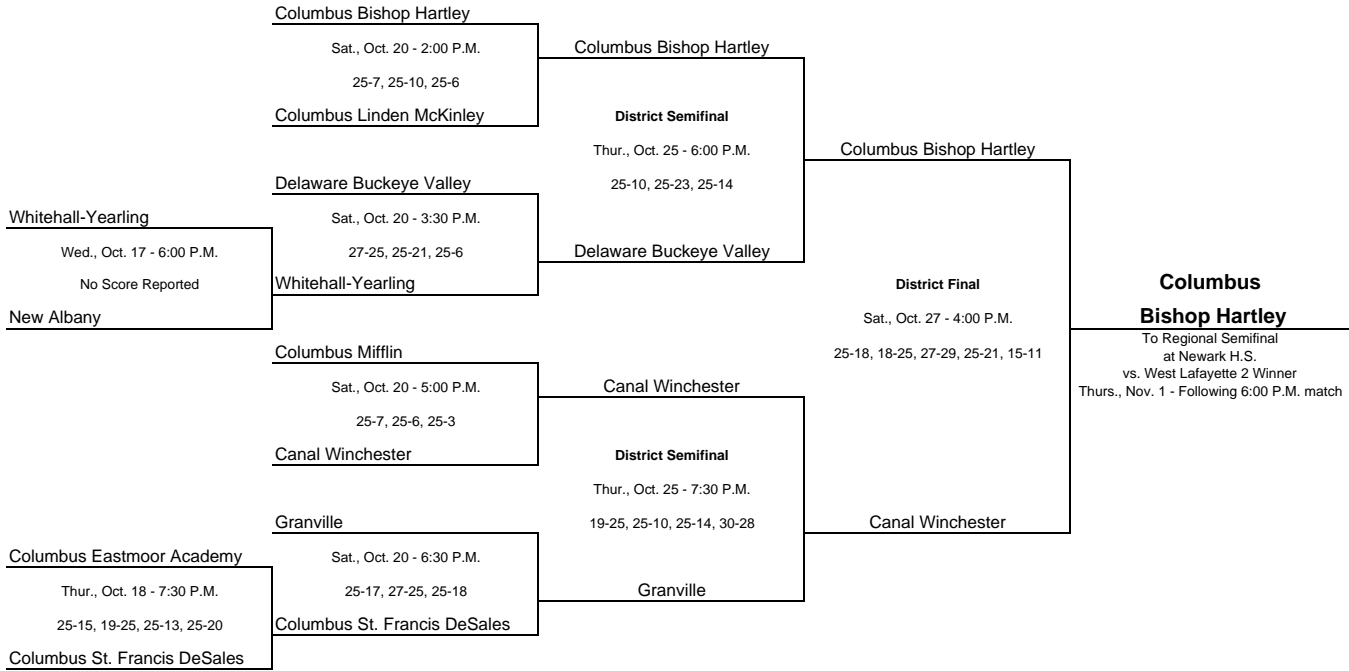 Columbus Bishop Hartley
Sat., Oct. 20 - 2:00 P.M.
25-7, 25-10, 25-6
Columbus Linden McKinley
Delaware Buckeye Valley
Whitehall-Yearling
Wed., Oct. 17 - 6:00 P.M.
No Score Reported
New Albany
Sat., Oct. 20 - 3:30 P.M.
27-25, 25-21, 25-6
Whitehall-Yearling
Columbus Mifflin
Sat., Oct. 20 - 5:00 P.M.
25-7, 25-6, 25-3
Canal Winchester
Granville
Columbus Eastmoor Academy
Thur., Oct. 18 - 7:30 P.M.
25-15, 19-25, 25-13, 25-20
Columbus St. Francis DeSales
Sat., Oct. 20 - 6:30 P.M.
25-17, 27-25, 25-18
Columbus St. Francis DeSales
Columbus Bishop Hartley
District Semifinal
Thur., Oct. 25 - 6:00 P.M.
25-10, 25-23, 25-14
Delaware Buckeye Valley
Canal Winchester
District Semifinal
Thur., Oct. 25 - 7:30 P.M.
19-25, 25-10, 25-14, 30-28
Granville
Columbus Bishop Hartley
District Final
Sat., Oct. 27 - 4:00 P.M.
25-18, 18-25, 27-29, 25-21, 15-11
Canal Winchester
Columbus
Bishop Hartley
To Regional Semifinal
at Newark H.S.
vs. West Lafayette 2 Winner
Thurs., Nov. 1 - Following 6:00 P.M. match